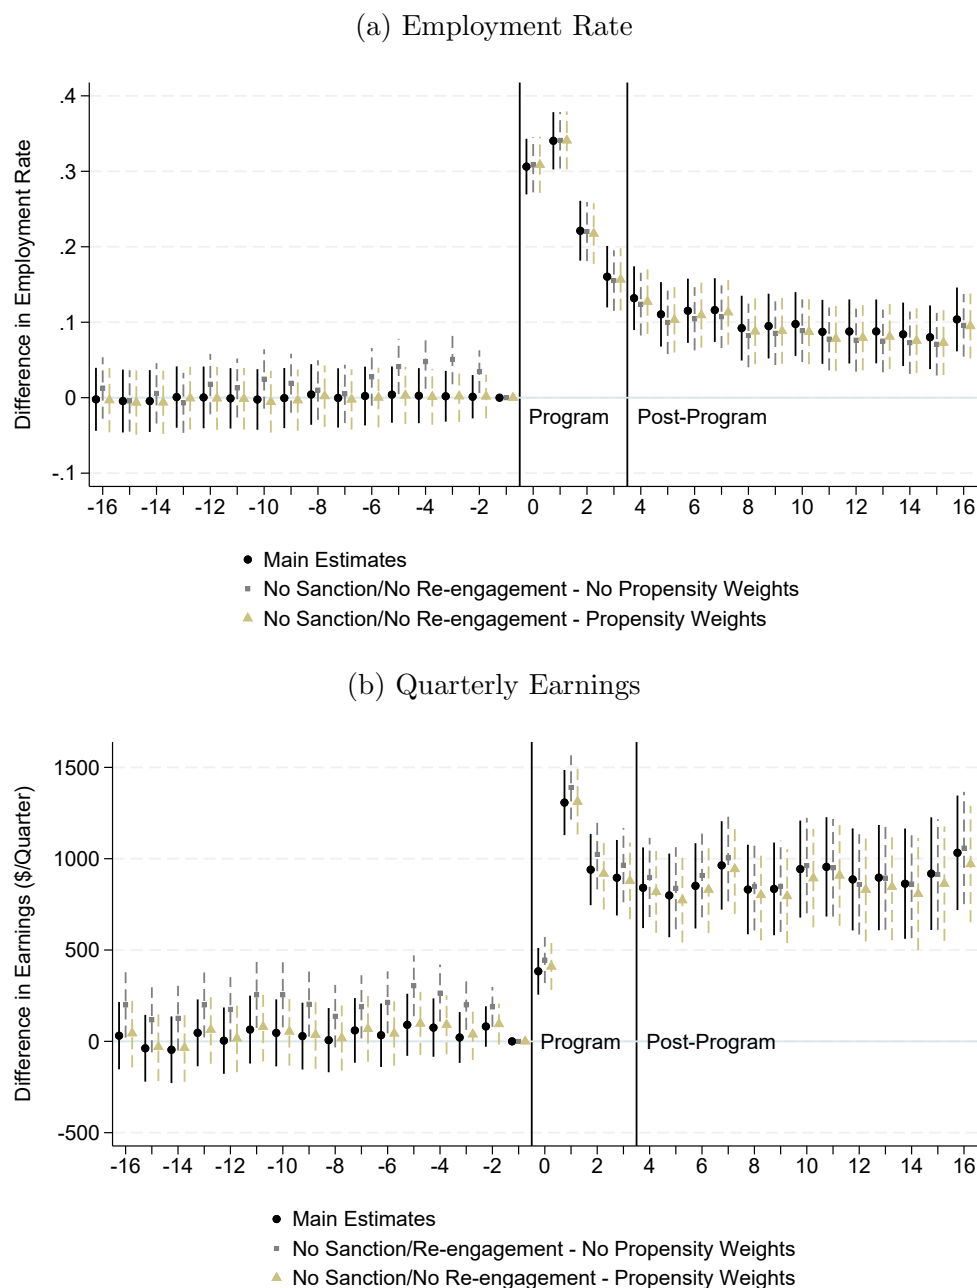 (a) Employment Rate
Difference in Employment Rate
.4
.3
.2
.1
0
-.1
Program
Post-Program
-16 -14 -12 -10 -8 -6 -4 -2 0 2 4 6 8 10 12 14 16
Main Estimates
No Sanction/No Re-engagement - No Propensity Weights
No Sanction/No Re-engagement - Propensity Weights
(b) Quarterly Earnings
Difference in Earnings ($/Quarter)
1500
1000
500
0
-500
Program
Post-Program
-16 -14 -12 -10 -8 -6 -4 -2 0 2 4 6 8 10 12 14 16
Main Estimates
No Sanction/Re-engagement - No Propensity Weights
No Sanction/No Re-engagement - Propensity Weights